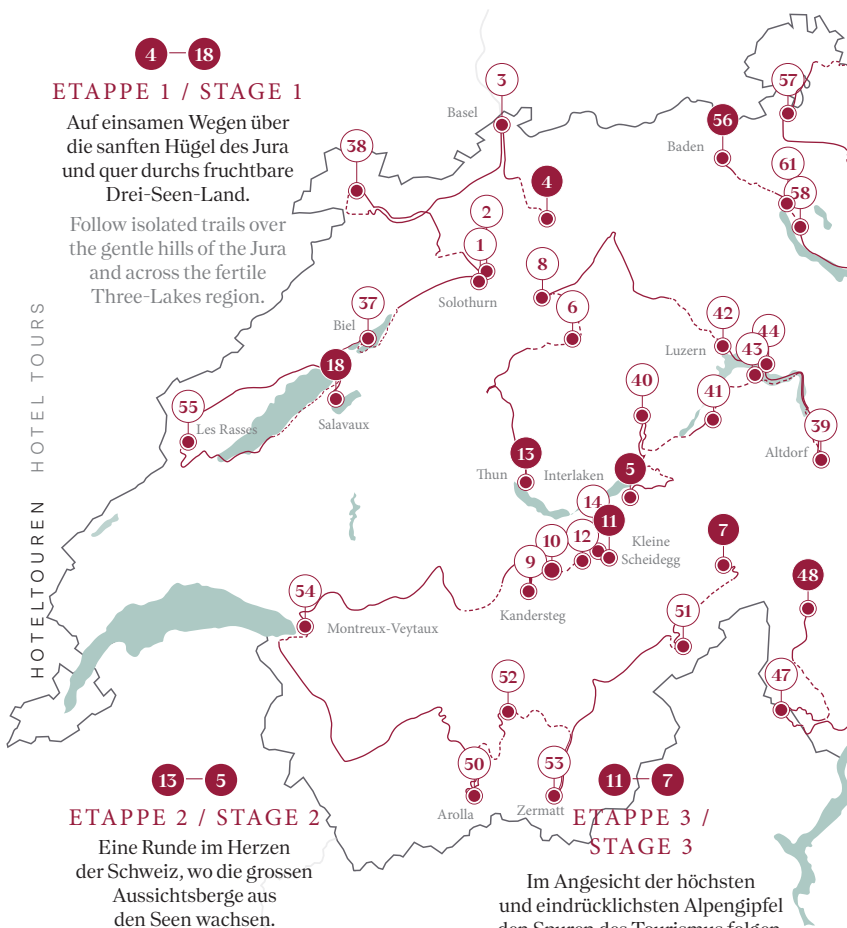 4 — 18
ETAPPE 1 / STAGE 1
Auf einsamen Wegen über
die sanften Hügel des Jura
und quer durchs fruchtbare
Drei-Seen-Land.
Follow isolated trails over
the gentle hills of the Jura
and across the fertile
Three-Lakes region.
HOTELTOUREN HOTEL TOURS
3
Basel
57
56
Baden
38
61
58
4
2
1
Solothurn
8
6
37
Biel
42
44
43
Luzern
18
Salavaux
40
41
55
Les Rasses
39
Altdorf
13
Thun
Interlaken
5
14
11
12
10
9
Kleine
Scheidegg
Kandersteg
7
48
54
Montreux-Veytaux
51
52
47
50
Arolla
53
Zermatt
13 — 5
ETAPPE 2 / STAGE 2
Eine Runde im Herzen
der Schweiz, wo die grossen
Aussichtsberge aus
den Seen wachsen.
11 — 7
ETAPPE 3 /
STAGE 3
Im Angesicht der höchsten
und eindrücklichsten Alpengipfel
den Spuren des Tourismus folgen